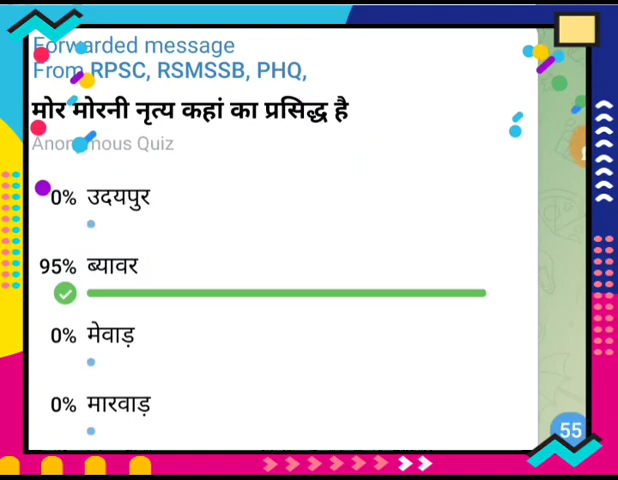 Forwarded message
From RPSC, RSMSSB, PHQ,
मोर मोरनी नृत्य कहां का प्रसिद्ध है
Anonymous Quiz
0% उदयपुर
95% ब्यावर
0% मेवाड़
0% मारवाड़
55